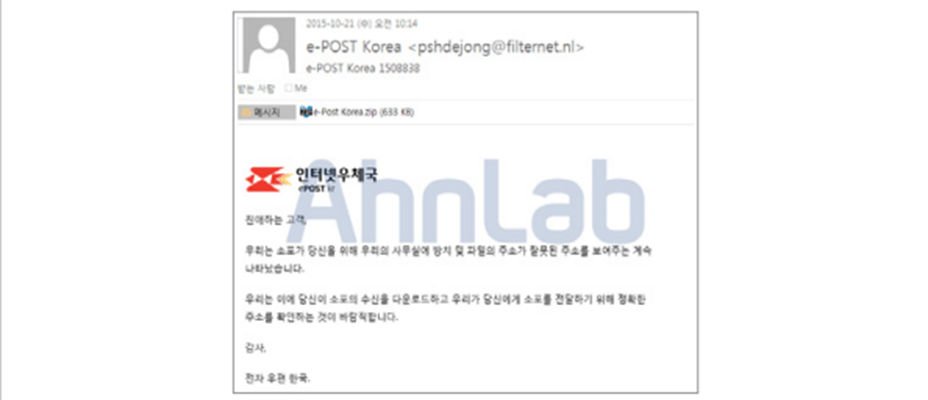 2015-10-21 (수) 오전 10:14
e-POST Korea <pshdejong@filternet.nl>
e-POST Korea 1508838
받는 사람 Me
메시지 e-Post Korea.zip (633 KB)
AhnLab
인터넷우체국
ePOST kr
친애하는 고객,
우리는 소포가 당신을 위해 우리의 사무실에 방치 및 파일의 주소가 잘못된 주소를 보여주는 계속
나타났습니다.
우리는 이에 당신이 소포의 수신을 다운로드하고 우리가 당신에게 소포를 전달하기 위해 정확한
주소를 확인하는 것이 바람직합니다.
감사,
전자 우편 한국.